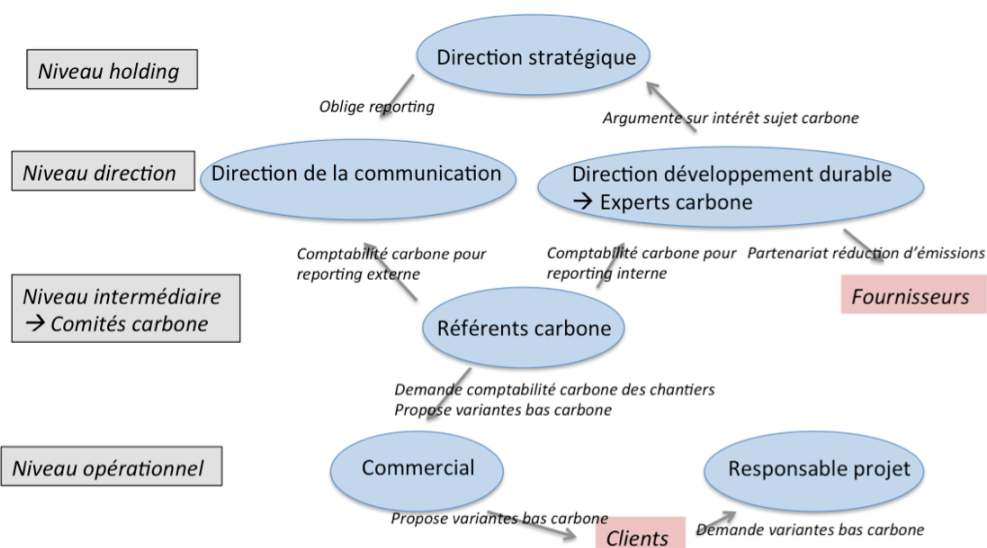 Direction stratégique
Niveau holding
Oblige reporting
Argumente sur intérêt sujet carbone
Niveau direction
Direction de la communication
Direction développement durable
→ Experts carbone
Comptabilité carbone pour
reporting externe
Comptabilité carbone pour
reporting interne
Partenariat réduction d'émissions
Niveau intermédiaire
→ Comités carbone
Fournisseurs
Référents carbone
Demande comptabilité carbone des chantiers
Propose variantes bas carbone
Niveau opérationnel
Commercial
Responsable projet
Propose variantes bas carbone
Clients
Demande variantes bas carbone